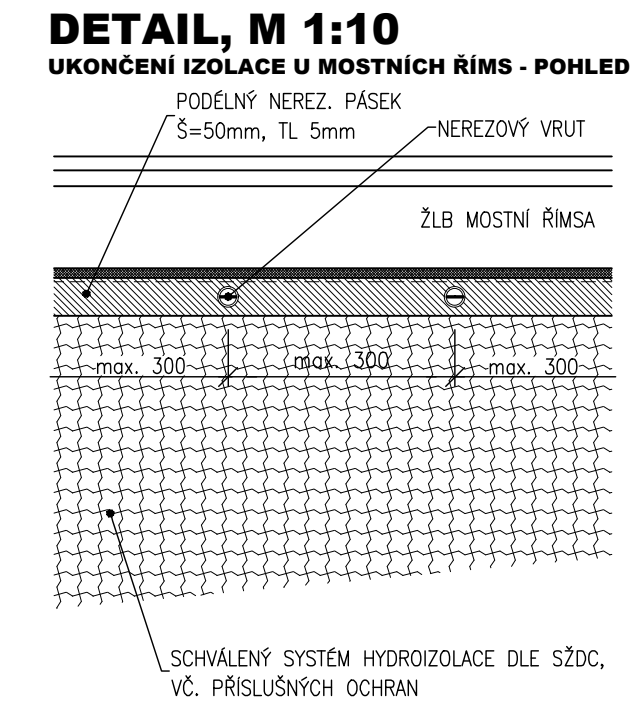 DETAIL, M 1:10
UKONČENÍ IZOLACE U MOSTNÍCH ŘÍMS - POHLED
PODÉLNÝ NEREZ. PÁSEK
Š=50mm, TL 5mm
NEREZOVÝ VRUT
ŽLB MOSTNÍ ŘÍMSA
max. 300
max. 300
max. 300
SCHVÁLENÝ SYSTÉM HYDROIZOLACE DLE SŽDC,
VČ. PŘÍSLUŠNÝCH OCHRAN